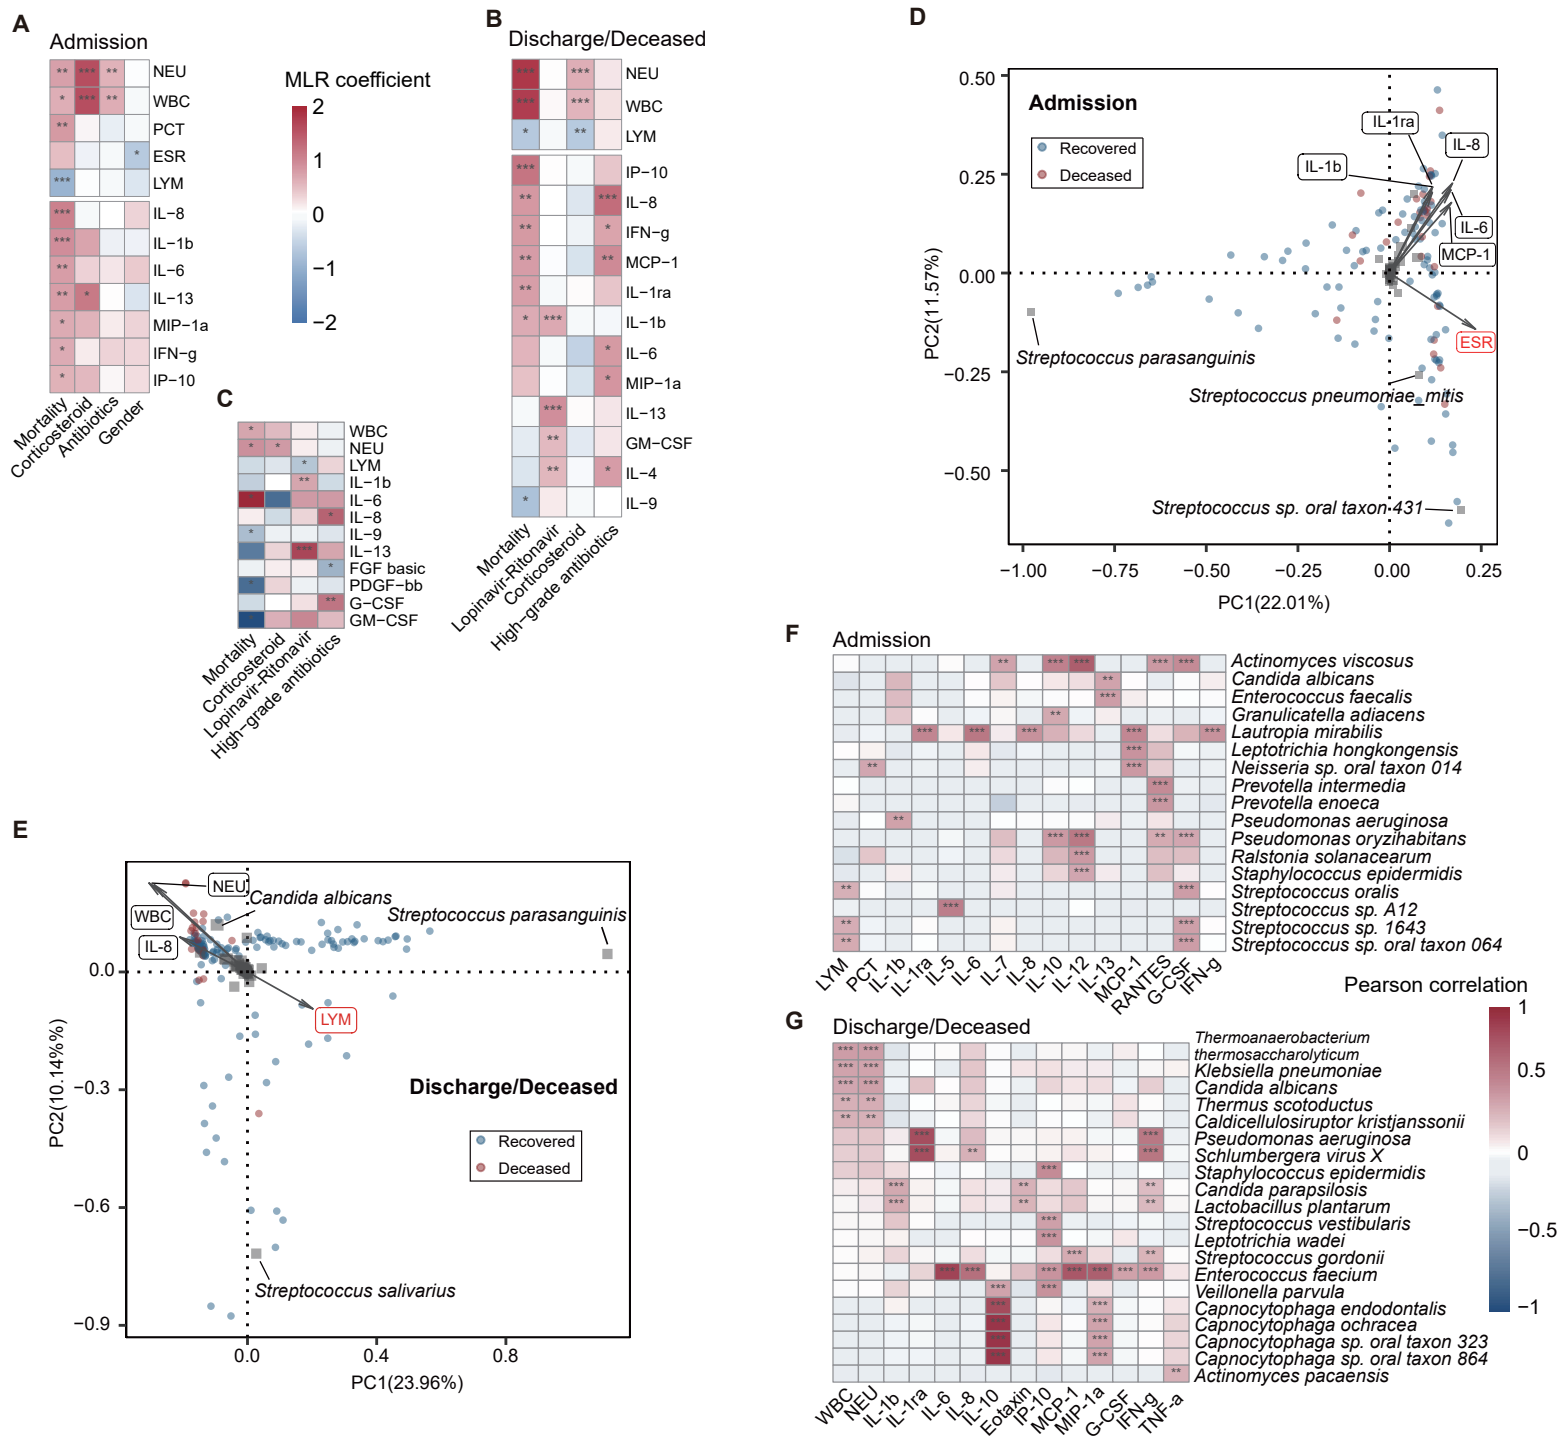 A
Admission
** *** ** NEU
* *** ** WBC
** PCT
* ESR
*** LYM
*** IL−8
*** IL−1b
** IL−6
** * IL−13
* MIP−1a
* IFN−g
* IP−10
Mortality
Corticosteroid
Antibiotics
Gender
MLR coefficient
2
1
0
−1
−2
B
Discharge/Deceased
*** *** NEU
*** *** WBC
* ** LYM
*** IP−10
** *** IL−8
** * IFN−g
** ** MCP−1
** IL−1ra
* *** IL−1b
* IL−6
* MIP−1a
*** IL−13
** GM−CSF
** * IL−4
* IL−9
Mortality
Lopinavir-Ritonavir
Corticosteroid
High−grade antibiotics
C
* WBC
* * NEU
* LYM
** IL−1b
IL−6
* IL−8
* IL−9
*** IL−13
* FGF basic
* PDGF−bb
** G−CSF
GM−CSF
Mortality
Corticosteroid
Lopinavir-Ritonavir
High−grade antibiotics
D
Admission
Recovered
Deceased
IL-1ra
IL-8
IL-1b
IL-6
MCP-1
ESR
Streptococcus parasanguinis
Streptococcus pneumoniae_mitis
Streptococcus sp. oral taxon 431
0.50
0.25
0.00
−0.25
−0.50
PC2(11.57%)
−1.00
−0.75
−0.50
−0.25
0.00
0.25
PC1(22.01%)
E
NEU
WBC
IL-8
Candida albicans
Streptococcus parasanguinis
LYM
Discharge/Deceased
Recovered
Deceased
Streptococcus salivarius
0.0
−0.3
−0.6
−0.9
PC2(10.14%%)
0.0
0.4
0.8
PC1(23.96%)
F
Admission
** *** *** *** *** Actinomyces viscosus
** Candida albicans
*** Enterococcus faecalis
** Granulicatella adiacens
*** *** *** *** *** Lautropia mirabilis
*** Leptotrichia hongkongensis
** *** Neisseria sp. oral taxon 014
*** Prevotella intermedia
*** Prevotella enoeca
** Pseudomonas aeruginosa
*** *** ** *** Pseudomonas oryzihabitans
*** Ralstonia solanacearum
*** Staphylococcus epidermidis
** *** Streptococcus oralis
*** Streptococcus sp. A12
** *** Streptococcus sp. 1643
** *** Streptococcus sp. oral taxon 064
LYM
PCT
IL−1b
IL−1ra
IL−5
IL−6
IL−7
IL−8
IL−10
IL−12
IL−13
MCP−1
RANTES
G−CSF
IFN−g
Pearson correlation
1
0.5
0
−0.5
−1
G
Discharge/Deceased
Thermoanaerobacterium
*** *** thermosaccharolyticum
*** *** Klebsiella pneumoniae
*** *** Candida albicans
** ** Thermus scotoductus
** ** Caldicellulosiruptor kristjanssonii
*** *** Pseudomonas aeruginosa
*** ** *** Schlumbergera virus X
*** Staphylococcus epidermidis
*** ** ** Candida parapsilosis
*** ** ** Lactobacillus plantarum
*** Streptococcus vestibularis
*** Leptotrichia wadei
*** ** Streptococcus gordonii
*** *** *** *** *** *** *** Enterococcus faecium
*** *** Veillonella parvula
*** *** Capnocytophaga endodontalis
*** *** Capnocytophaga ochracea
*** *** Capnocytophaga sp. oral taxon 323
*** *** Capnocytophaga sp. oral taxon 864
** Actinomyces pacaensis
WBC
NEU
IL−1b
IL−1ra
IL−6
IL−8
IL−10
Eotaxin
IP−10
MCP−1
MIP−1a
G−CSF
IFN−g
TNF−a